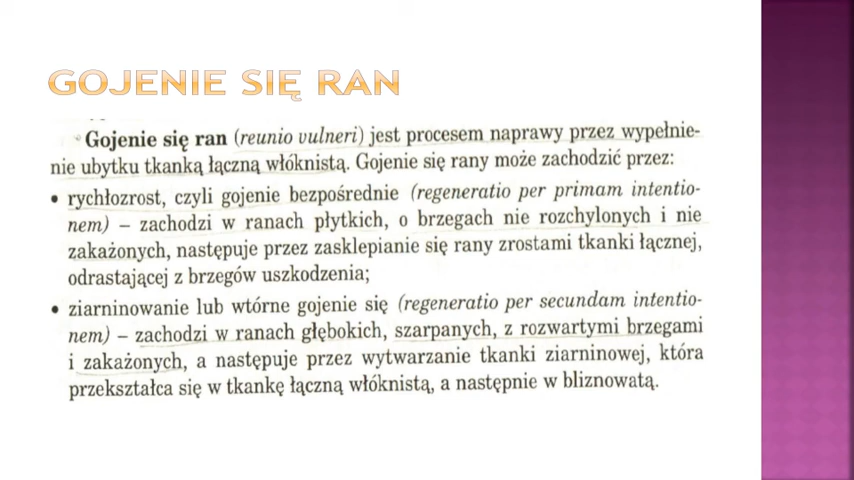 GOJENIE SIĘ RAN
Gojenie się ran (reunio vulneri) jest procesem naprawy przez wypełnie-
nie ubytku tkanką łączną włóknistą. Gojenie się rany może zachodzić przez:
• rychłozrost, czyli gojenie bezpośrednie (regeneratio per primam intentio-
nem) – zachodzi w ranach płytkich, o brzegach nie rozchylonych i nie
zakażonych, następuje przez zasklepianie się rany zrostami tkanki łącznej,
odrastającej z brzegów uszkodzenia;
• ziarninowanie lub wtórne gojenie się (regeneratio per secundam intentio-
nem) – zachodzi w ranach głębokich, szarpanych, z rozwartymi brzegami
i zakażonych, a następuje przez wytwarzanie tkanki ziarninowej, która
przekształca się w tkankę łączną włóknistą, a następnie w bliznowatą.